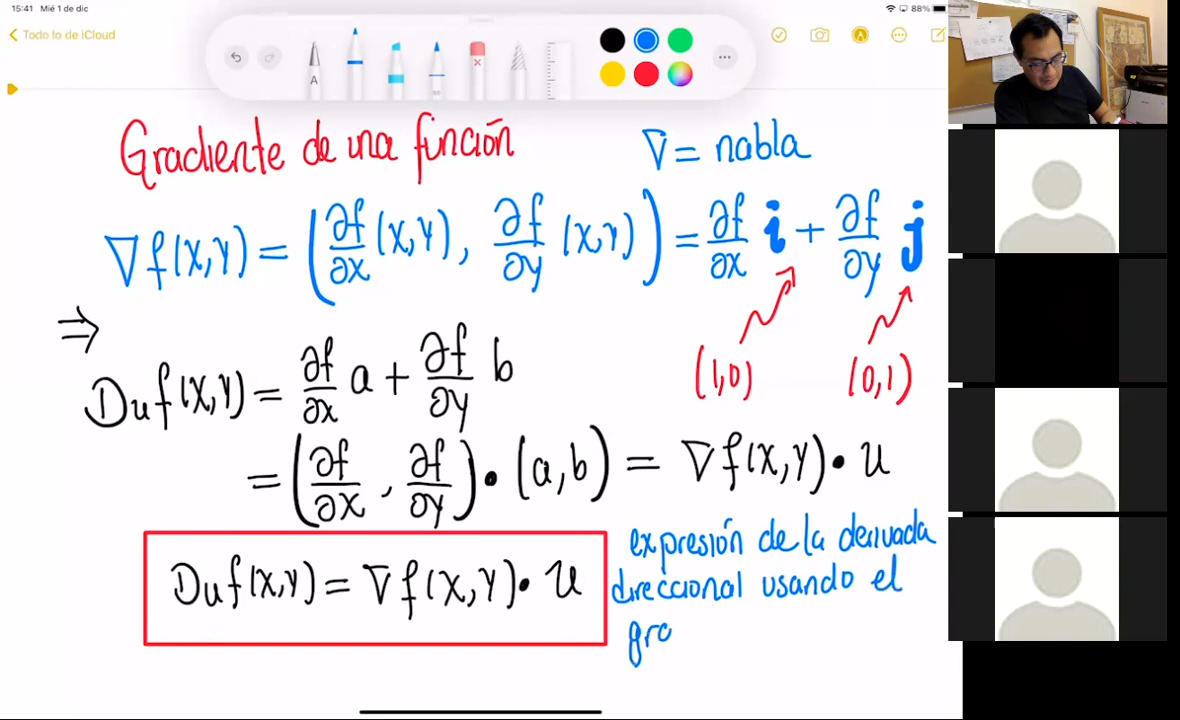 15:41 Mié 1 de dic
88%
Todo lo de iCloud
A
Gradiente de una función
∇ = nabla
∇f(x,y) = (∂f/∂x (x,y), ∂f/∂y (x,y)) = ∂f/∂x i + ∂f/∂y j
(1,0) (0,1)
⇒
Duf(x,y) = ∂f/∂x a + ∂f/∂y b
= (∂f/∂x , ∂f/∂y) • (a,b) = ∇f(x,y) • u
Duf(x,y) = ∇f(x,y) • u
expresión de la derivada
direccional usando el
gra